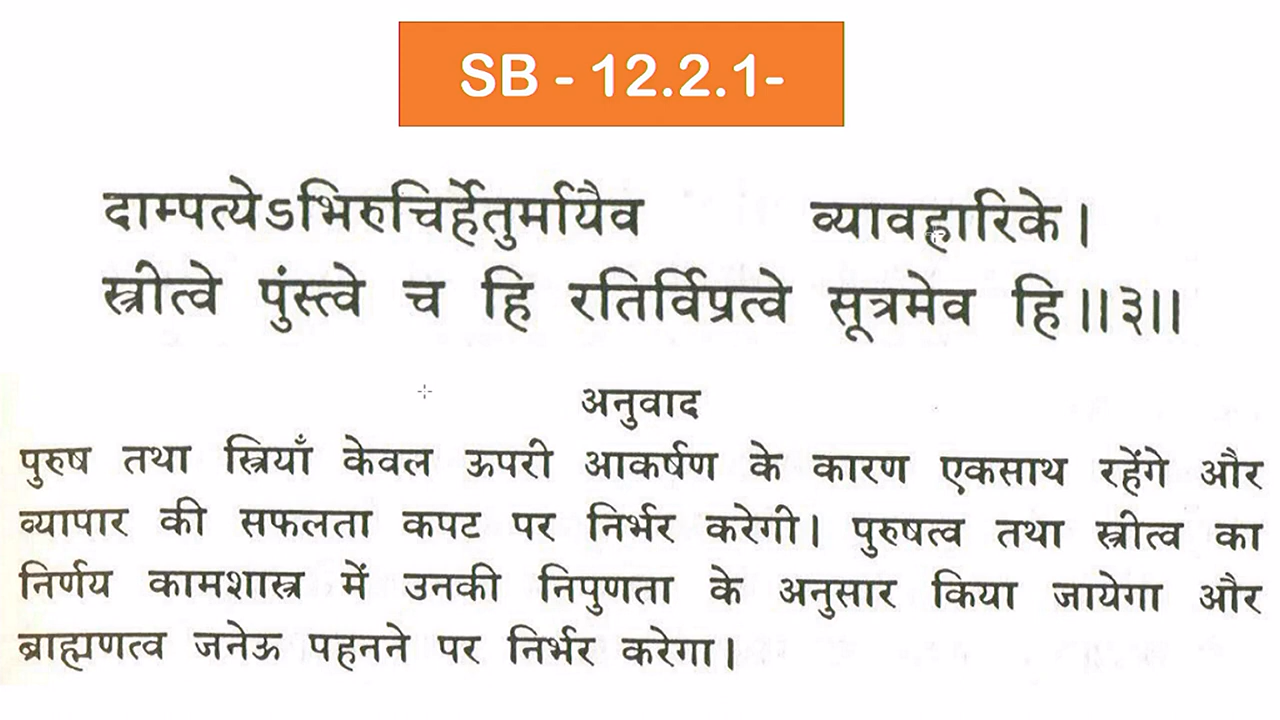 SB - 12.2.1-
दाम्पत्येऽभिरुचिर्हेतुर्मायैव व्यावहारिके।
स्त्रीत्वे पुंस्त्वे च हि रतिर्विप्रत्वे सूत्रमेव हि॥३॥
अनुवाद
पुरुष तथा स्त्रियाँ केवल ऊपरी आकर्षण के कारण एकसाथ रहेंगे और
व्यापार की सफलता कपट पर निर्भर करेगी। पुरुषत्व तथा स्त्रीत्व का
निर्णय कामशास्त्र में उनकी निपुणता के अनुसार किया जायेगा और
ब्राह्मणत्व जनेऊ पहनने पर निर्भर करेगा।